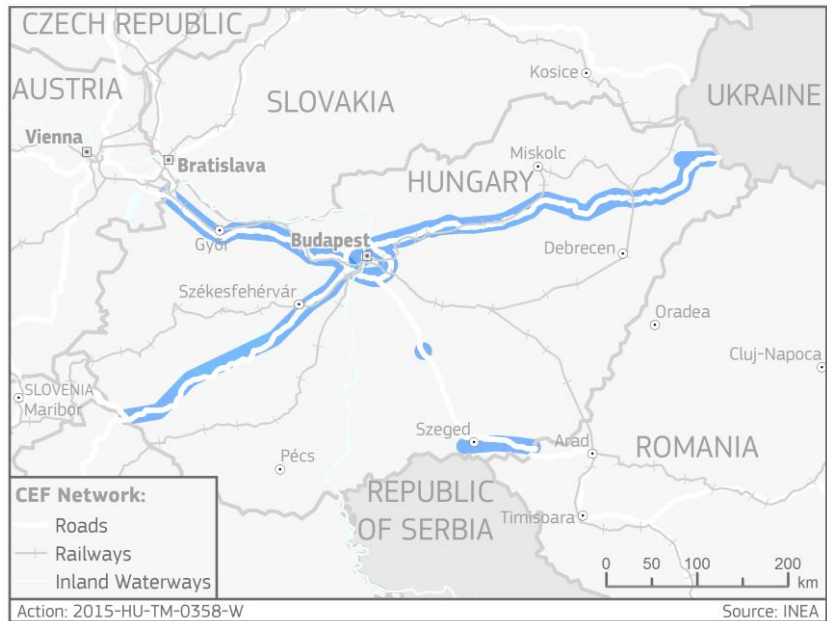 CZECH REPUBLIC
Kosice
AUSTRIA
SLOVAKIA
UKRAINE
Vienna
Bratislava
Miskolc
HUNGARY
Győr
Budapest
Debrecen
Székesfehérvár
Oradea
Cluj-Napoca
SLOVENIA
Maribor
Szeged
Arad
ROMANIA
Pécs
REPUBLIC
OF SERBIA
Timisoara
CEF Network:
Roads
Railways
Inland Waterways
0 50 100 200
km
Action: 2015-HU-TM-0358-W
Source: INEA